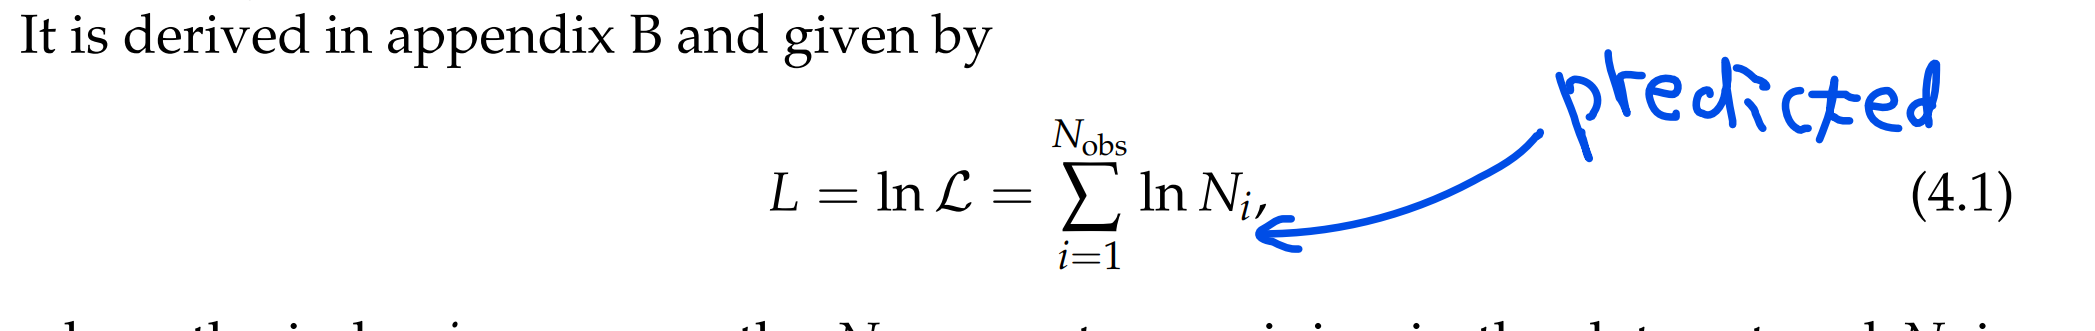 It is derived in appendix B and given by
predicted
L = ln ℒ = ∑_{i=1}^{N_obs} ln N_i, (4.1)